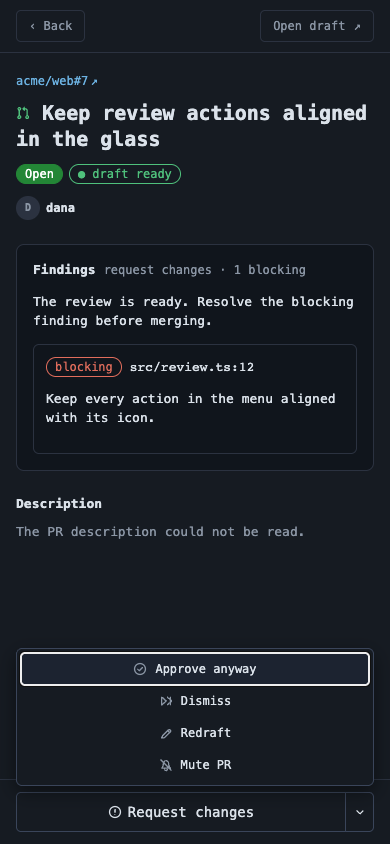 ‹ Back
Open draft ↗
acme/web#7↗
Keep review actions aligned
in the glass
Open
● draft ready
D dana
Findings request changes · 1 blocking
The review is ready. Resolve the blocking
finding before merging.
blocking src/review.ts:12
Keep every action in the menu aligned
with its icon.
Description
The PR description could not be read.
Approve anyway
Dismiss
Redraft
Mute PR
Request changes